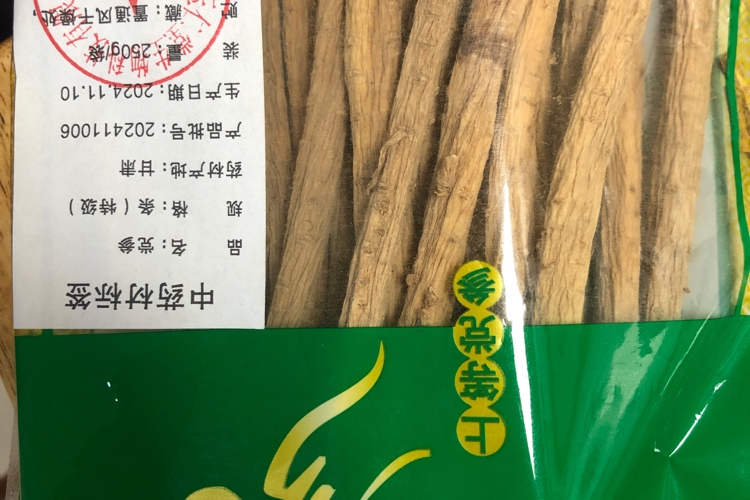 中药材标签
品 名：党参
规 格：条（特级）
药材产地：甘肃
产品批号：202411006
生产日期：2024.11.10
装 量：250g/袋
贮 藏：置通风干燥处，
上等党参